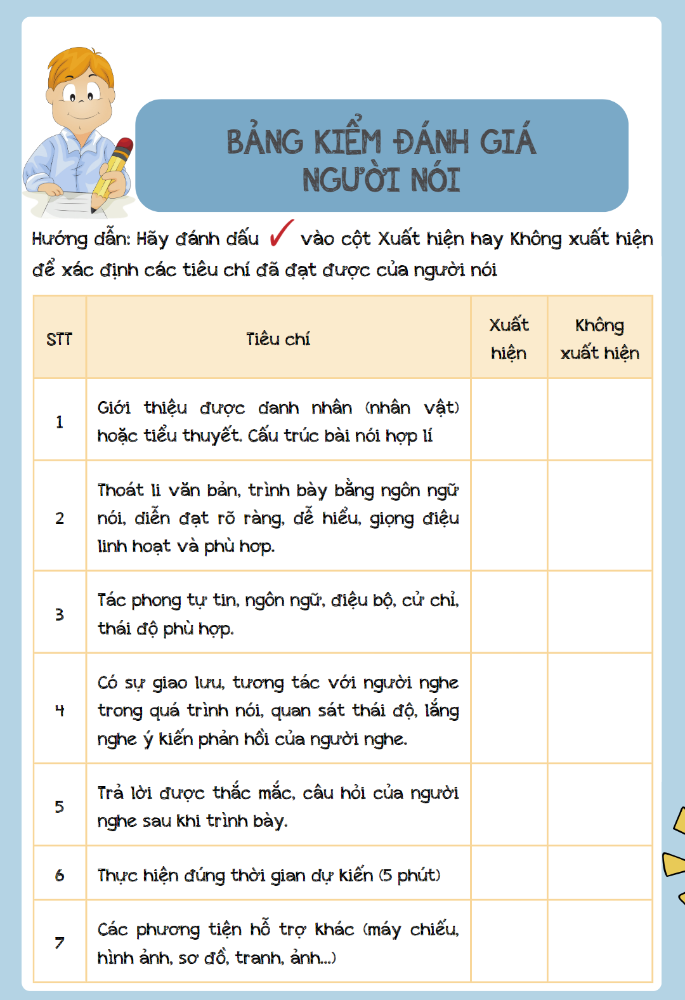 BẢNG KIỂM ĐÁNH GIÁ
NGƯỜI NÓI
Hướng dẫn: Hãy đánh dấu ✓ vào cột Xuất hiện hay Không xuất hiện
để xác định các tiêu chí đã đạt được của người nói
STT
Tiêu chí
Xuất
hiện
Không
xuất hiện
1
Giới thiệu được danh nhân (nhân vật)
hoặc tiểu thuyết. Cấu trúc bài nói hợp lí
2
Thoát li văn bản, trình bày bằng ngôn ngữ
nói, diễn đạt rõ ràng, dễ hiểu, giọng điệu
linh hoạt và phù hơp.
3
Tác phong tự tin, ngôn ngữ, điệu bộ, cử chỉ,
thái độ phù hợp.
4
Có sự giao lưu, tương tác với người nghe
trong quá trình nói, quan sát thái độ, lắng
nghe ý kiến phản hồi của người nghe.
5
Trả lời được thắc mắc, câu hỏi của người
nghe sau khi trình bày.
6
Thực hiện đúng thời gian dự kiến (5 phút)
7
Các phương tiện hỗ trợ khác (máy chiếu,
hình ảnh, sơ đồ, tranh, ảnh...)